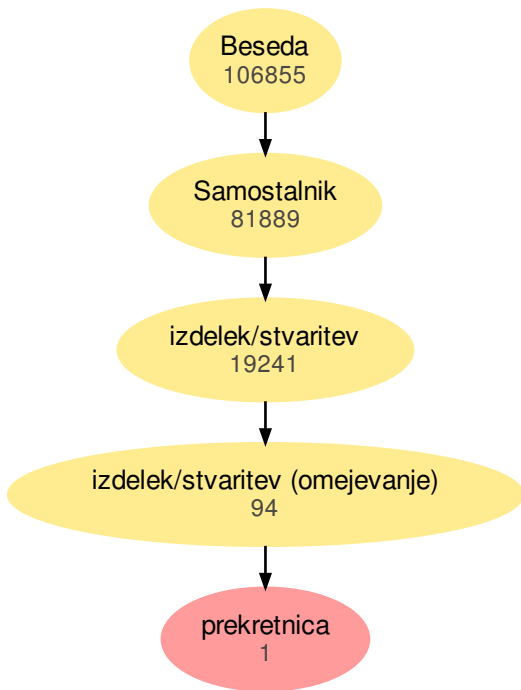 Beseda
106855
Samostalnik
81889
izdelek/stvaritev
19241
izdelek/stvaritev (omejevanje)
94
prekretnica
1